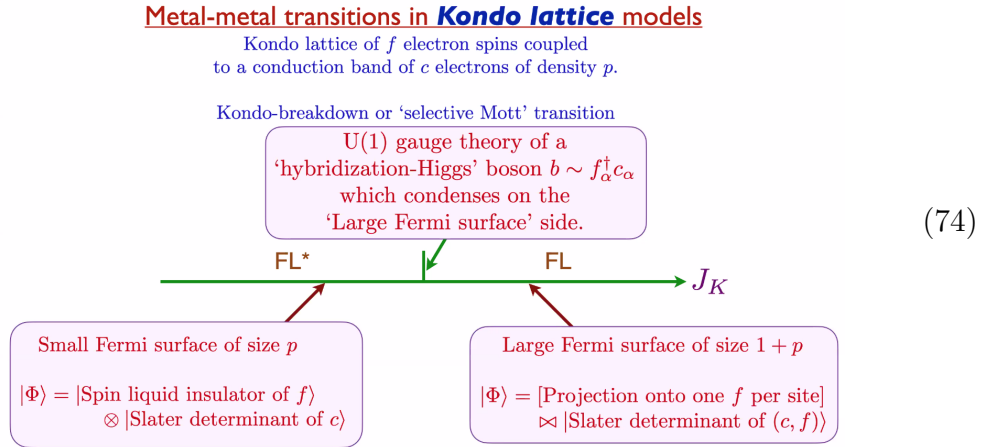 Metal-metal transitions in Kondo lattice models
Kondo lattice of f electron spins coupled
to a conduction band of c electrons of density p.
Kondo-breakdown or ‘selective Mott’ transition
U(1) gauge theory of a
‘hybridization-Higgs’ boson b ∼ f†α cα
which condenses on the
‘Large Fermi surface’ side.
(74)
FL*
FL
J_K
Small Fermi surface of size p
|Φ⟩ = |Spin liquid insulator of f⟩
⊗ |Slater determinant of c⟩
Large Fermi surface of size 1 + p
|Φ⟩ = [Projection onto one f per site]
⋈ |Slater determinant of (c, f)⟩